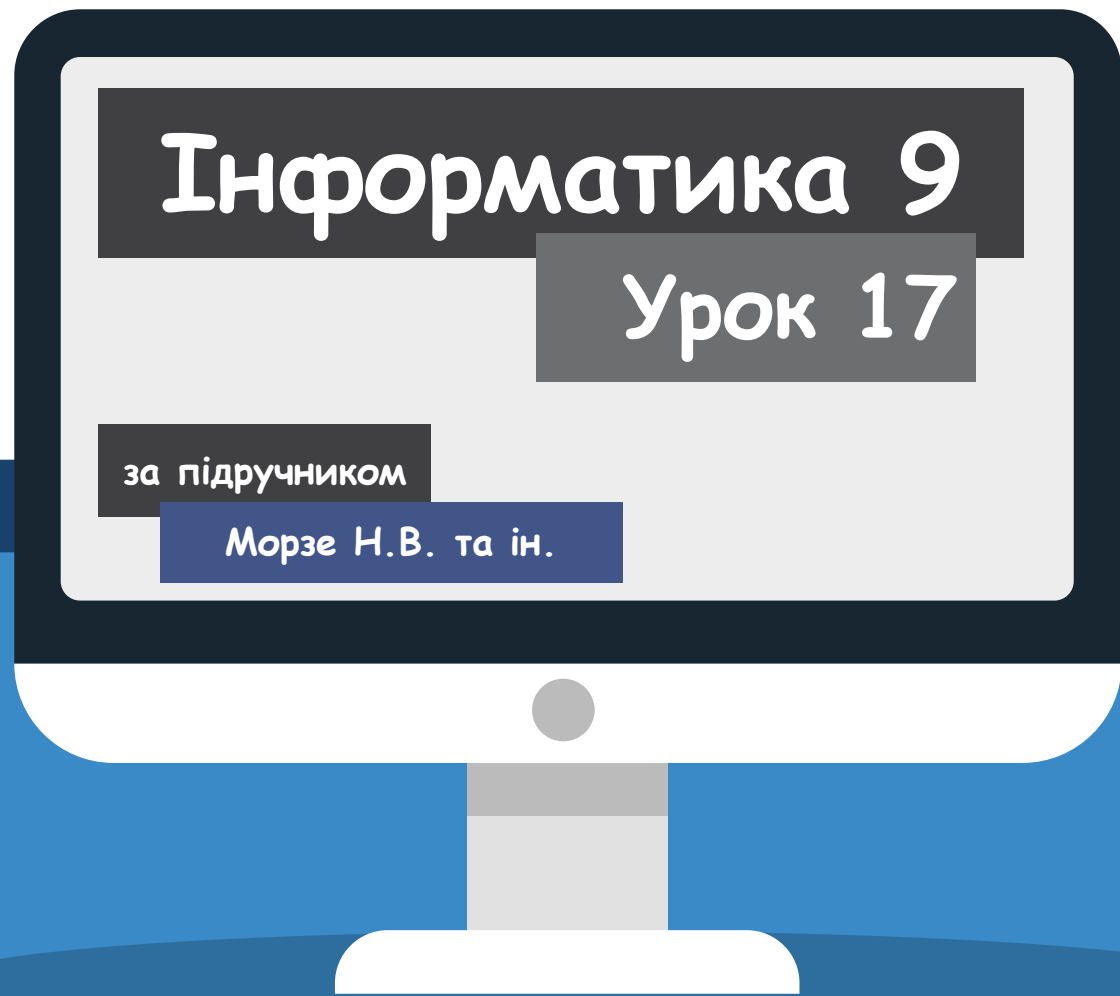 Інформатика 9
Урок 17
за підручником
Морзе Н.В. та ін.